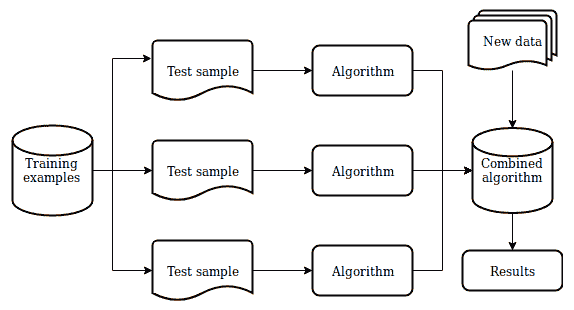 New data
Test sample
Algorithm
Training
examples
Test sample
Algorithm
Combined
algorithm
Test sample
Algorithm
Results